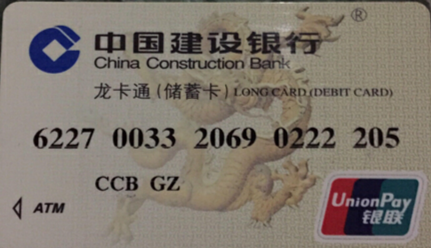 ®
中国建设银行
China Construction Bank
龙卡通(储蓄卡) LONG CARD (DEBIT CARD)
6227 0033 2069 0222 205
CCB GZ
ATM
UnionPay
银联